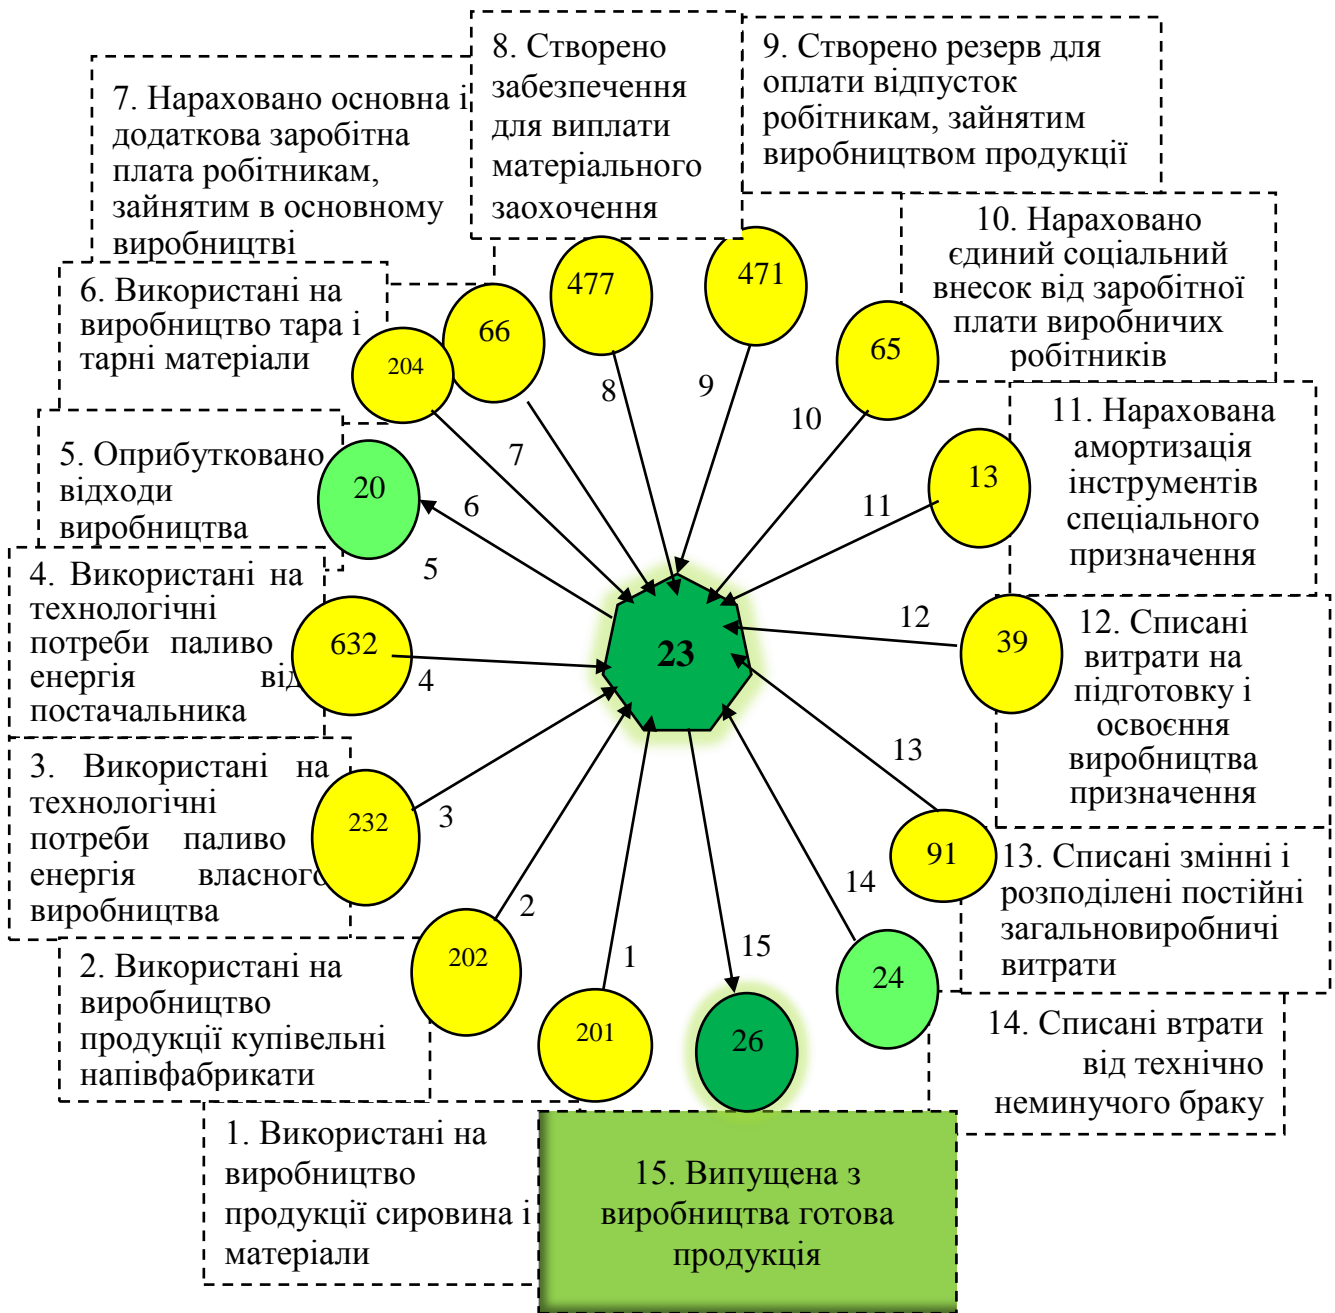 8. Створено
забезпечення
для виплати
матеріального
заохочення
9. Створено резерв для
оплати відпусток
робітникам, зайнятим
виробництвом продукції
7. Нараховано основна і
додаткова заробітна
плата робітникам,
зайнятим в основному
виробництві
10. Нараховано
єдиний соціальний
внесок від заробітної
плати виробничих
робітників
6. Використані на
виробництво тара і
тарні матеріали
11. Нарахована
амортизація
інструментів
спеціального
призначення
5. Оприбутковано
відходи
виробництва
4. Використані на
технологічні
потреби паливо
енергія від
постачальника
12. Списані
витрати на
підготовку і
освоєння
виробництва
призначення
3. Використані на
технологічні
потреби паливо
енергія власного
виробництва
13. Списані змінні і
розподілені постійні
загальновиробничі
витрати
2. Використані на
виробництво
продукції купівельні
напівфабрикати
14. Списані втрати
від технічно
неминучого браку
1. Використані на
виробництво
продукції сировина і
матеріали
15. Випущена з
виробництва готова
продукція
477
471
66
65
204
20
13
632
23
39
232
91
202
24
201
26
8
9
10
7
6
11
5
12
4
13
3
2
14
1
15